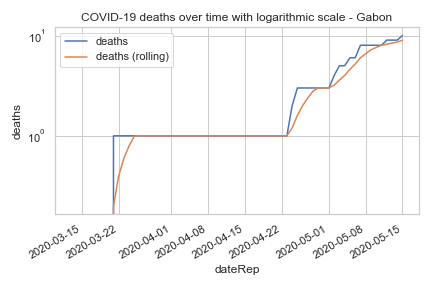 COVID-19 deaths over time with logarithmic scale - Gabon
deaths
deaths (rolling)
10¹
10⁰
deaths
2020-03-15
2020-03-22
2020-04-01
2020-04-08
2020-04-15
2020-04-22
2020-05-01
2020-05-08
2020-05-15
dateRep